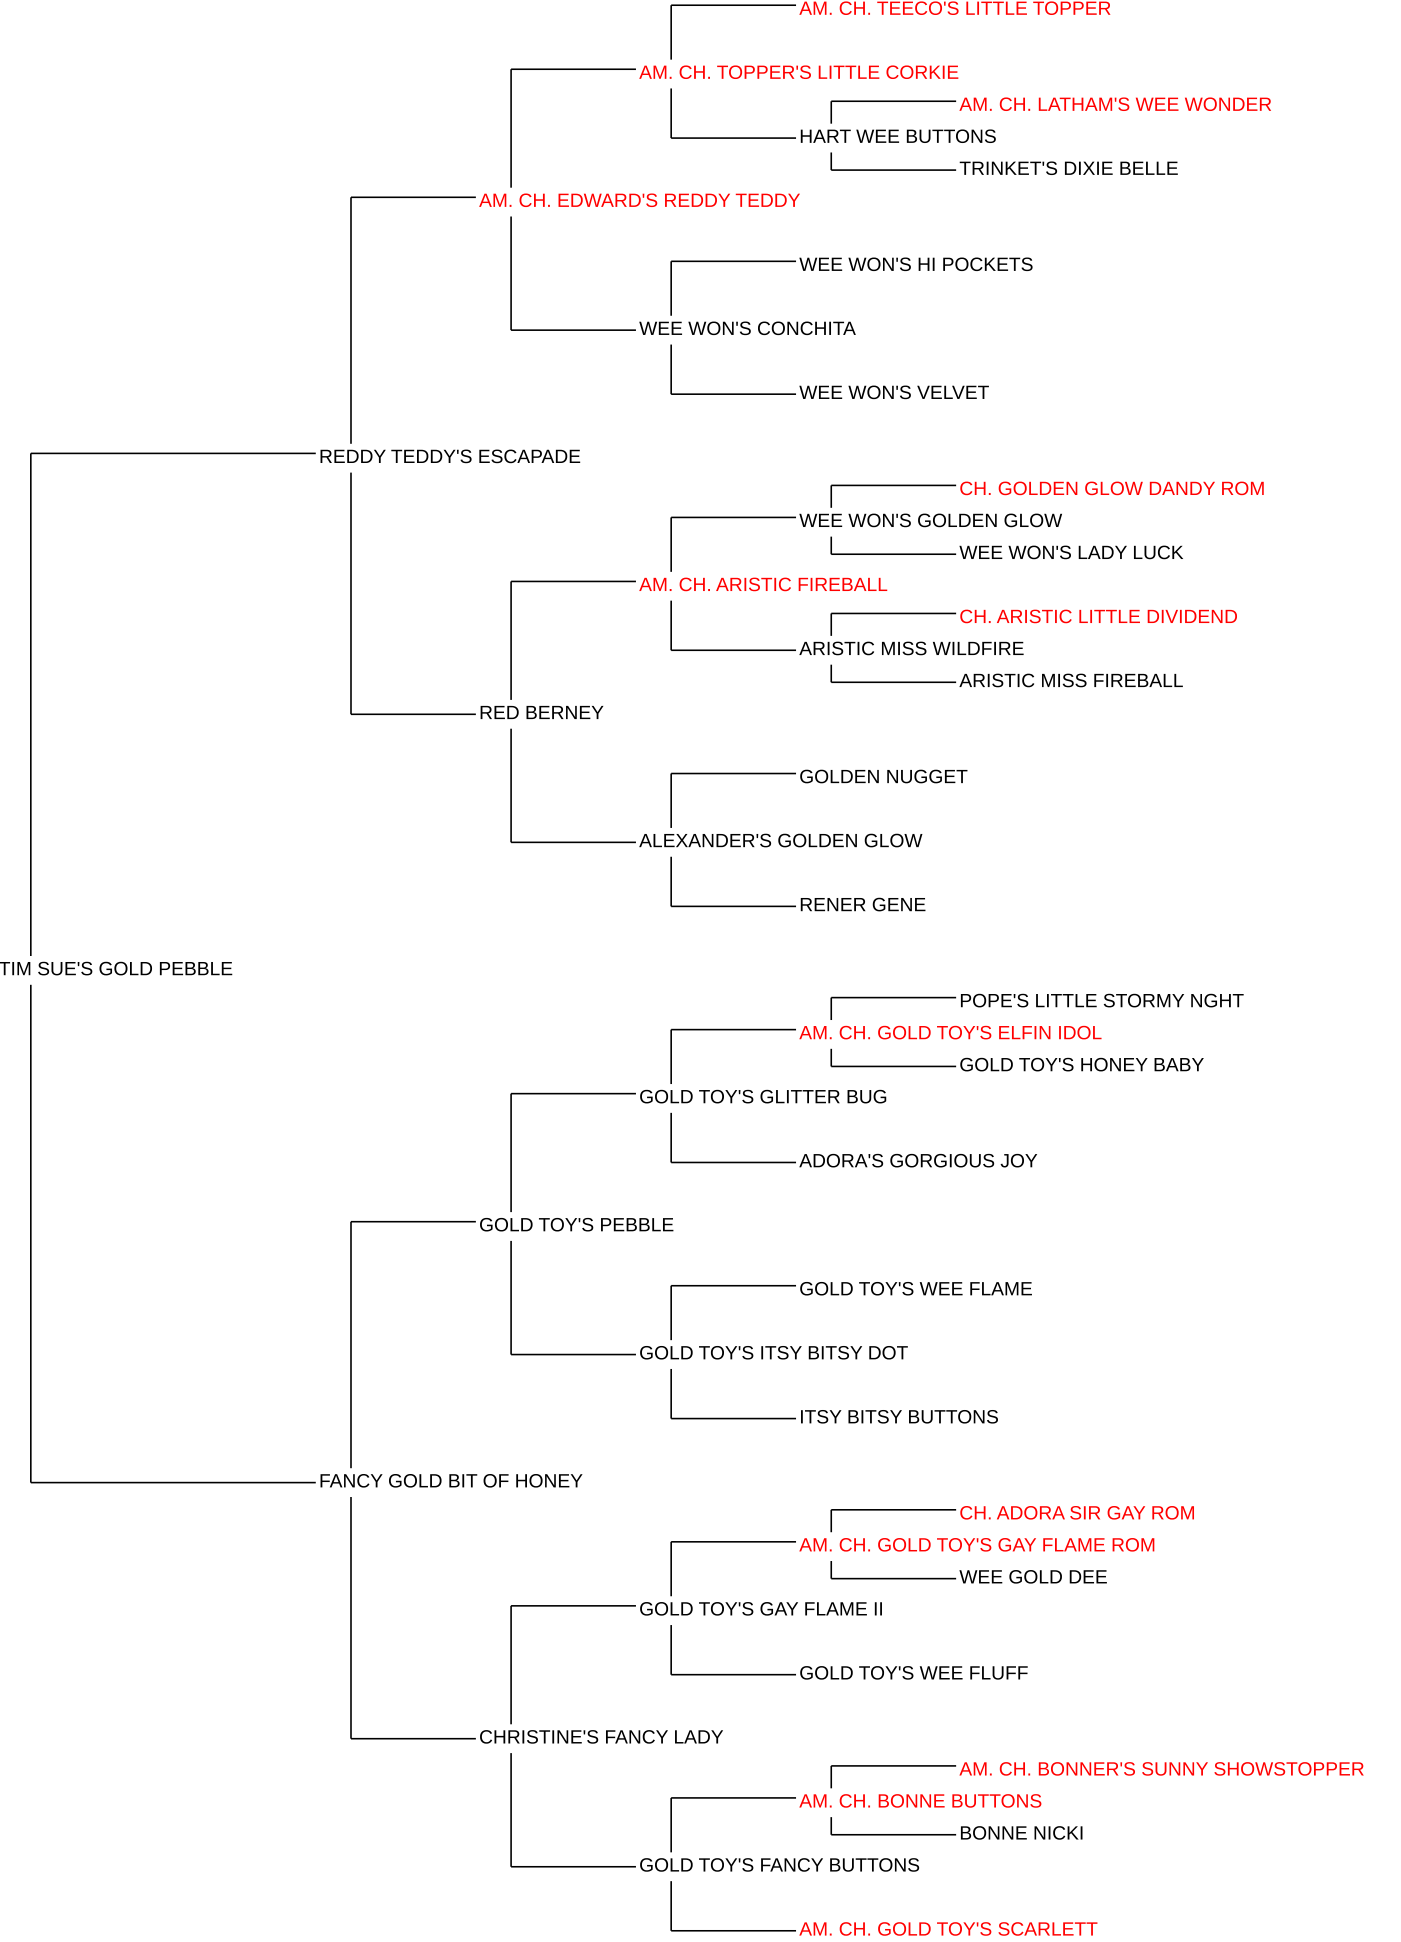 AM. CH. TEECO'S LITTLE TOPPER
AM. CH. TOPPER'S LITTLE CORKIE
AM. CH. LATHAM'S WEE WONDER
HART WEE BUTTONS
TRINKET'S DIXIE BELLE
AM. CH. EDWARD'S REDDY TEDDY
WEE WON'S HI POCKETS
WEE WON'S CONCHITA
WEE WON'S VELVET
REDDY TEDDY'S ESCAPADE
CH. GOLDEN GLOW DANDY ROM
WEE WON'S GOLDEN GLOW
WEE WON'S LADY LUCK
AM. CH. ARISTIC FIREBALL
CH. ARISTIC LITTLE DIVIDEND
ARISTIC MISS WILDFIRE
ARISTIC MISS FIREBALL
RED BERNEY
GOLDEN NUGGET
ALEXANDER'S GOLDEN GLOW
RENER GENE
TIM SUE'S GOLD PEBBLE
POPE'S LITTLE STORMY NGHT
AM. CH. GOLD TOY'S ELFIN IDOL
GOLD TOY'S HONEY BABY
GOLD TOY'S GLITTER BUG
ADORA'S GORGIOUS JOY
GOLD TOY'S PEBBLE
GOLD TOY'S WEE FLAME
GOLD TOY'S ITSY BITSY DOT
ITSY BITSY BUTTONS
FANCY GOLD BIT OF HONEY
CH. ADORA SIR GAY ROM
AM. CH. GOLD TOY'S GAY FLAME ROM
WEE GOLD DEE
GOLD TOY'S GAY FLAME II
GOLD TOY'S WEE FLUFF
CHRISTINE'S FANCY LADY
AM. CH. BONNER'S SUNNY SHOWSTOPPER
AM. CH. BONNE BUTTONS
BONNE NICKI
GOLD TOY'S FANCY BUTTONS
AM. CH. GOLD TOY'S SCARLETT